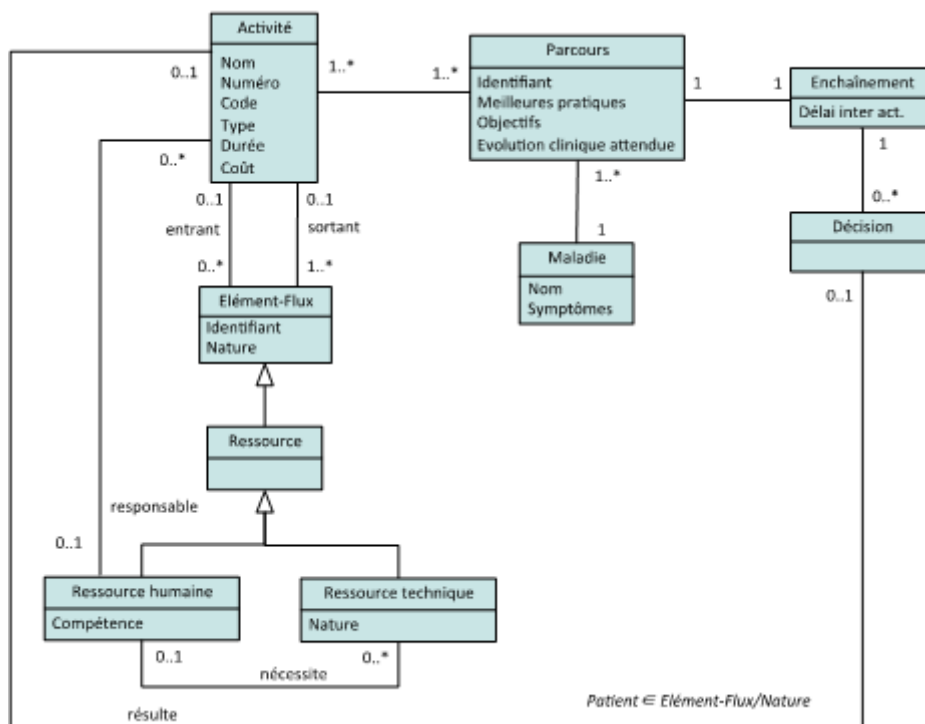 Activité
Nom
Numéro
Code
Type
Durée
Coût
0..1
0..*
1..*
1..*
Parcours
Identifiant
Meilleures pratiques
Objectifs
Evolution clinique attendue
1
1
Enchaînement
Délai inter act.
1
0..*
Décision
0..1
1..*
1
Maladie
Nom
Symptômes
0..1
entrant
0..*
0..1
sortant
1..*
Elément-Flux
Identifiant
Nature
Ressource
responsable
0..1
Ressource humaine
Compétence
Ressource technique
Nature
0..1
nécessite
0..*
résulte
Patient ∈ Elément-Flux/Nature